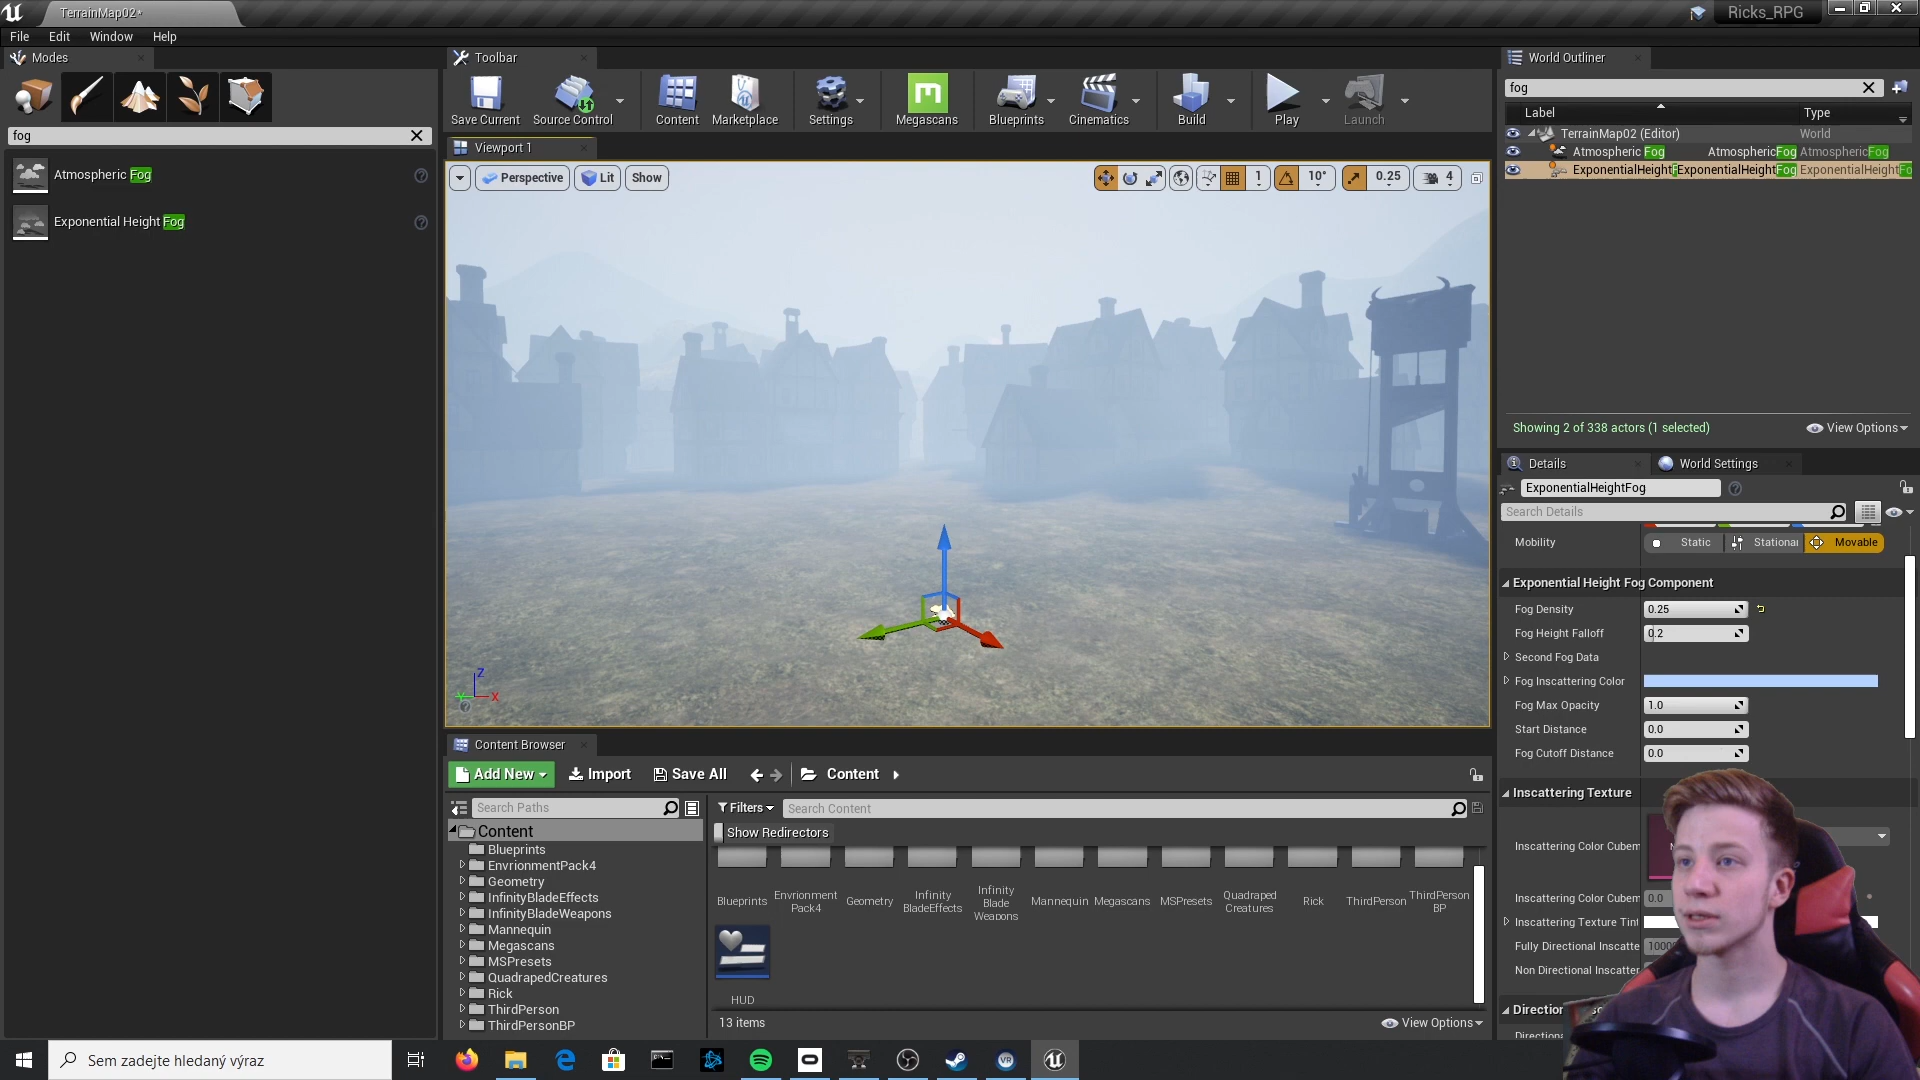 TerrainMap02*
Ricks_RPG
File Edit Window Help
Modes
fog
Atmospheric Fog
Exponential Height Fog
Toolbar
Save Current
Source Control
Content
Marketplace
Settings
Megascans
Blueprints
Cinematics
Build
Play
Launch
Viewport 1
Perspective Lit Show
1 10° 0.25 4
Z
Y X
World Outliner
fog
Label Type
TerrainMap02 (Editor) World
Atmospheric Fog AtmosphericFog AtmosphericFog
ExponentialHeightF ExponentialHeightFog ExponentialHeightFo
Showing 2 of 338 actors (1 selected) View Options
Details World Settings
ExponentialHeightFog
Search Details
Mobility Static Stationar Movable
Exponential Height Fog Component
Fog Density 0.25
Fog Height Falloff 0.2
Second Fog Data
Fog Inscattering Color
Fog Max Opacity 1.0
Start Distance 0.0
Fog Cutoff Distance 0.0
Inscattering Texture
Inscattering Color Cubem
Inscattering Color Cubem 0.0
Inscattering Texture Tint
Fully Directional Inscatte
Non Directional Inscatter
Content Browser
Add New Import Save All Content
Search Paths
Filters Search Content
Show Redirectors
Content
Blueprints
EnvrionmentPack4
Geometry
InfinityBladeEffects
InfinityBladeWeapons
Mannequin
Megascans
MSPresets
QuadrapedCreatures
Rick
ThirdPerson
ThirdPersonBP
Blueprints
Envrionment
Pack4
Geometry
Infinity
BladeEffects
Infinity
Blade
Weapons
Mannequin
Megascans
MSPresets
Quadraped
Creatures
Rick
ThirdPerson
ThirdPerson
BP
HUD
13 items View Options
Sem zadejte hledaný výraz